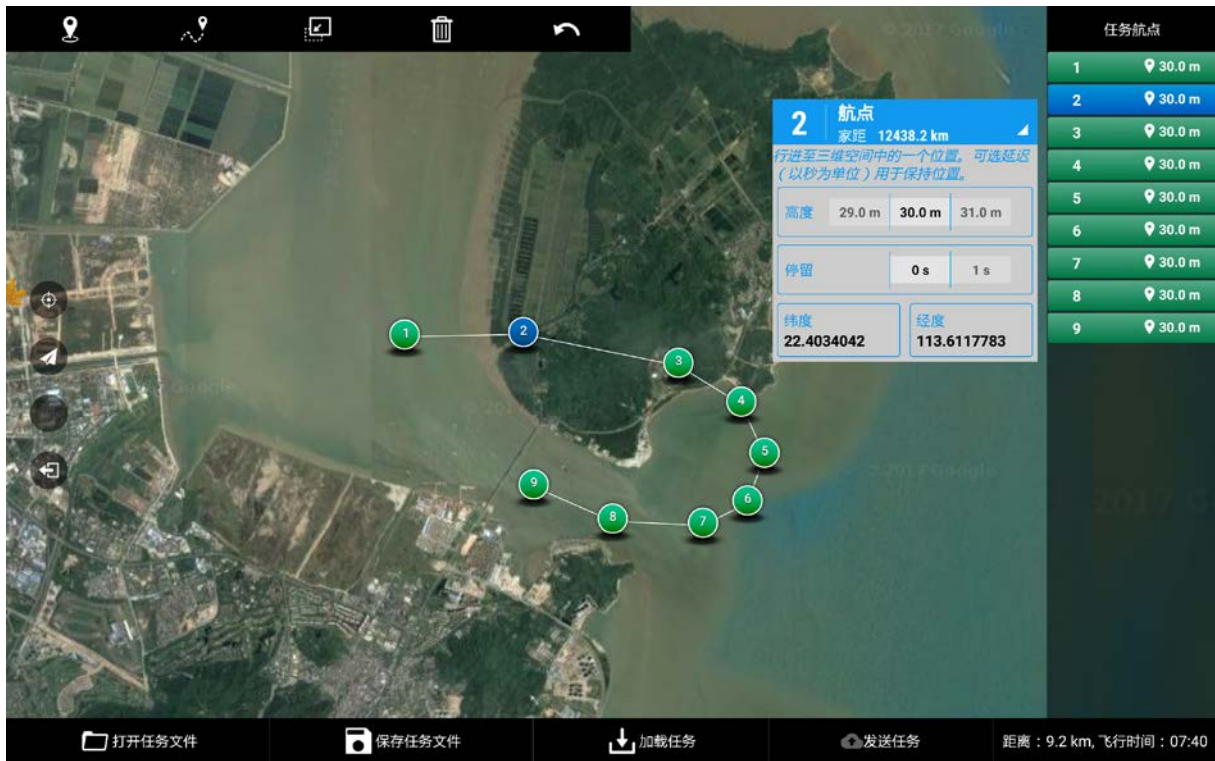 © 2017 Google
任务航点
1 30.0 m
2 30.0 m
3 30.0 m
4 30.0 m
5 30.0 m
6 30.0 m
7 30.0 m
8 30.0 m
9 30.0 m
2 航点
家距 12438.2 km
行进至三维空间中的一个位置。可选延迟
(以秒为单位)用于保持位置。
高度 29.0 m 30.0 m 31.0 m
停留 0 s 1 s
纬度 经度
22.4034042 113.6117783
1
2
3
4
5
6
7
8
9
© 2017 Google
打开任务文件 保存任务文件 加载任务 发送任务 距离：9.2 km, 飞行时间：07:40